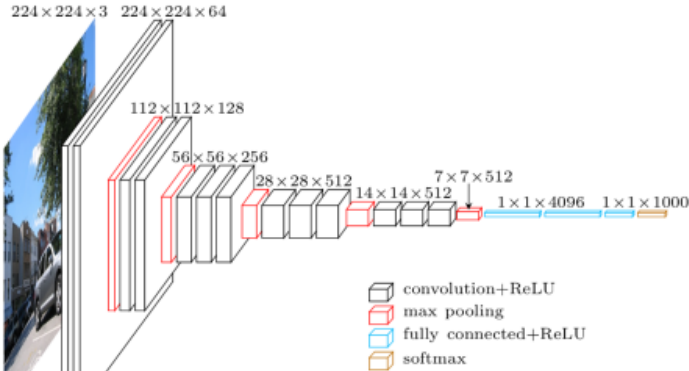 224×224×3
224×224×64
112×112×128
56×56×256
28×28×512
14×14×512
7×7×512
1×1×4096
1×1×1000
convolution+ReLU
max pooling
fully connected+ReLU
softmax